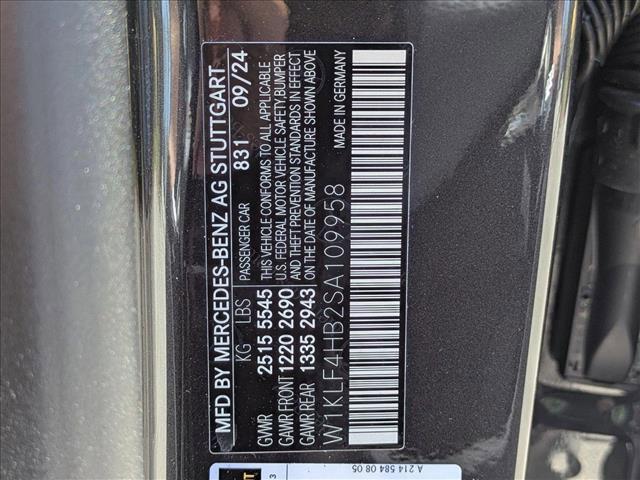 MFD BY MERCEDES-BENZ AG STUTTGART
KG LBS PASSENGER CAR 831 09/24
GVWR 2515 5545 THIS VEHICLE CONFORMS TO ALL APPLICABLE
GAWR FRONT 1220 2690 U.S. FEDERAL MOTOR VEHICLE SAFETY, BUMPER
AND THEFT PREVENTION STANDARDS IN EFFECT
GAWR REAR 1335 2943 ON THE DATE OF MANUFACTURE SHOWN ABOVE
W1KLF4HB2SA109958 MADE IN GERMANY
A 214 584 08 05